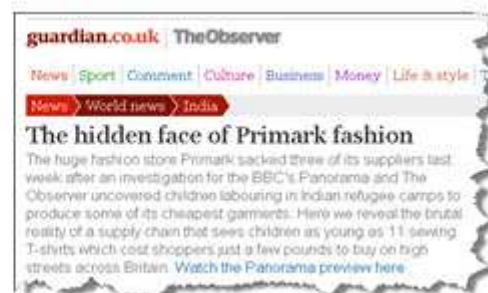 guardian.co.uk | TheObserver
News | Sport | Comment | Culture | Business | Money | Life & style | T
News > World news > India
The hidden face of Primark fashion
The huge fashion store Primark sacked three of its suppliers last
week after an investigation for the BBC's Panorama and The
Observer uncovered children labouring in Indian refugee camps to
produce some of its cheapest garments. Here we reveal the brutal
reality of a supply chain that sees children as young as 11 sewing
T-shirts which cost shoppers just a few pounds to buy on high
streets across Britain. Watch the Panorama preview here